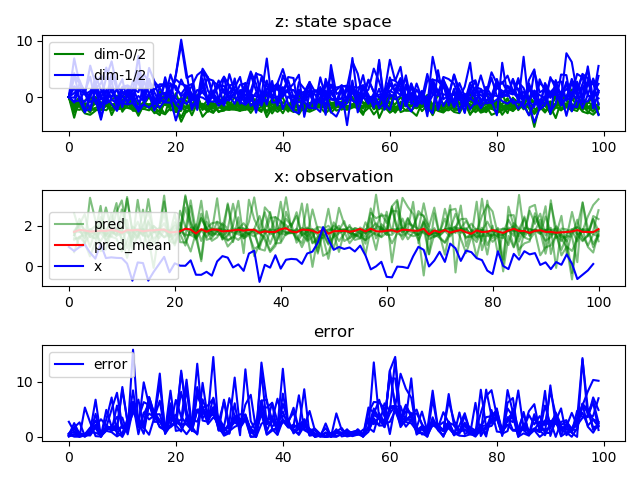 z: state space
10
0
dim-0/2
dim-1/2
0 20 40 60 80 100
x: observation
2
0
pred
pred_mean
x
0 20 40 60 80 100
error
10
0
error
0 20 40 60 80 100